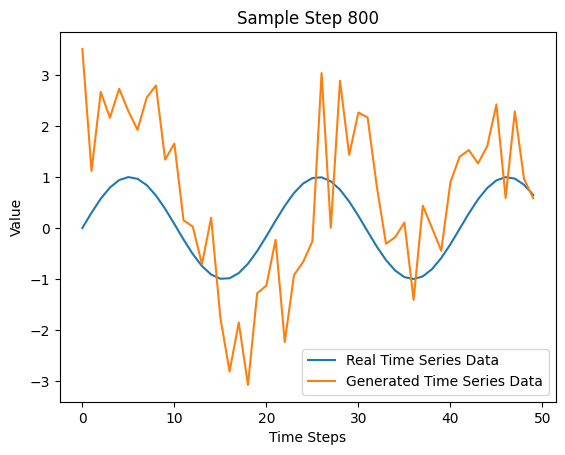 Sample Step 800
Value
3
2
1
0
−1
−2
−3
Real Time Series Data
Generated Time Series Data
0 10 20 30 40 50
Time Steps